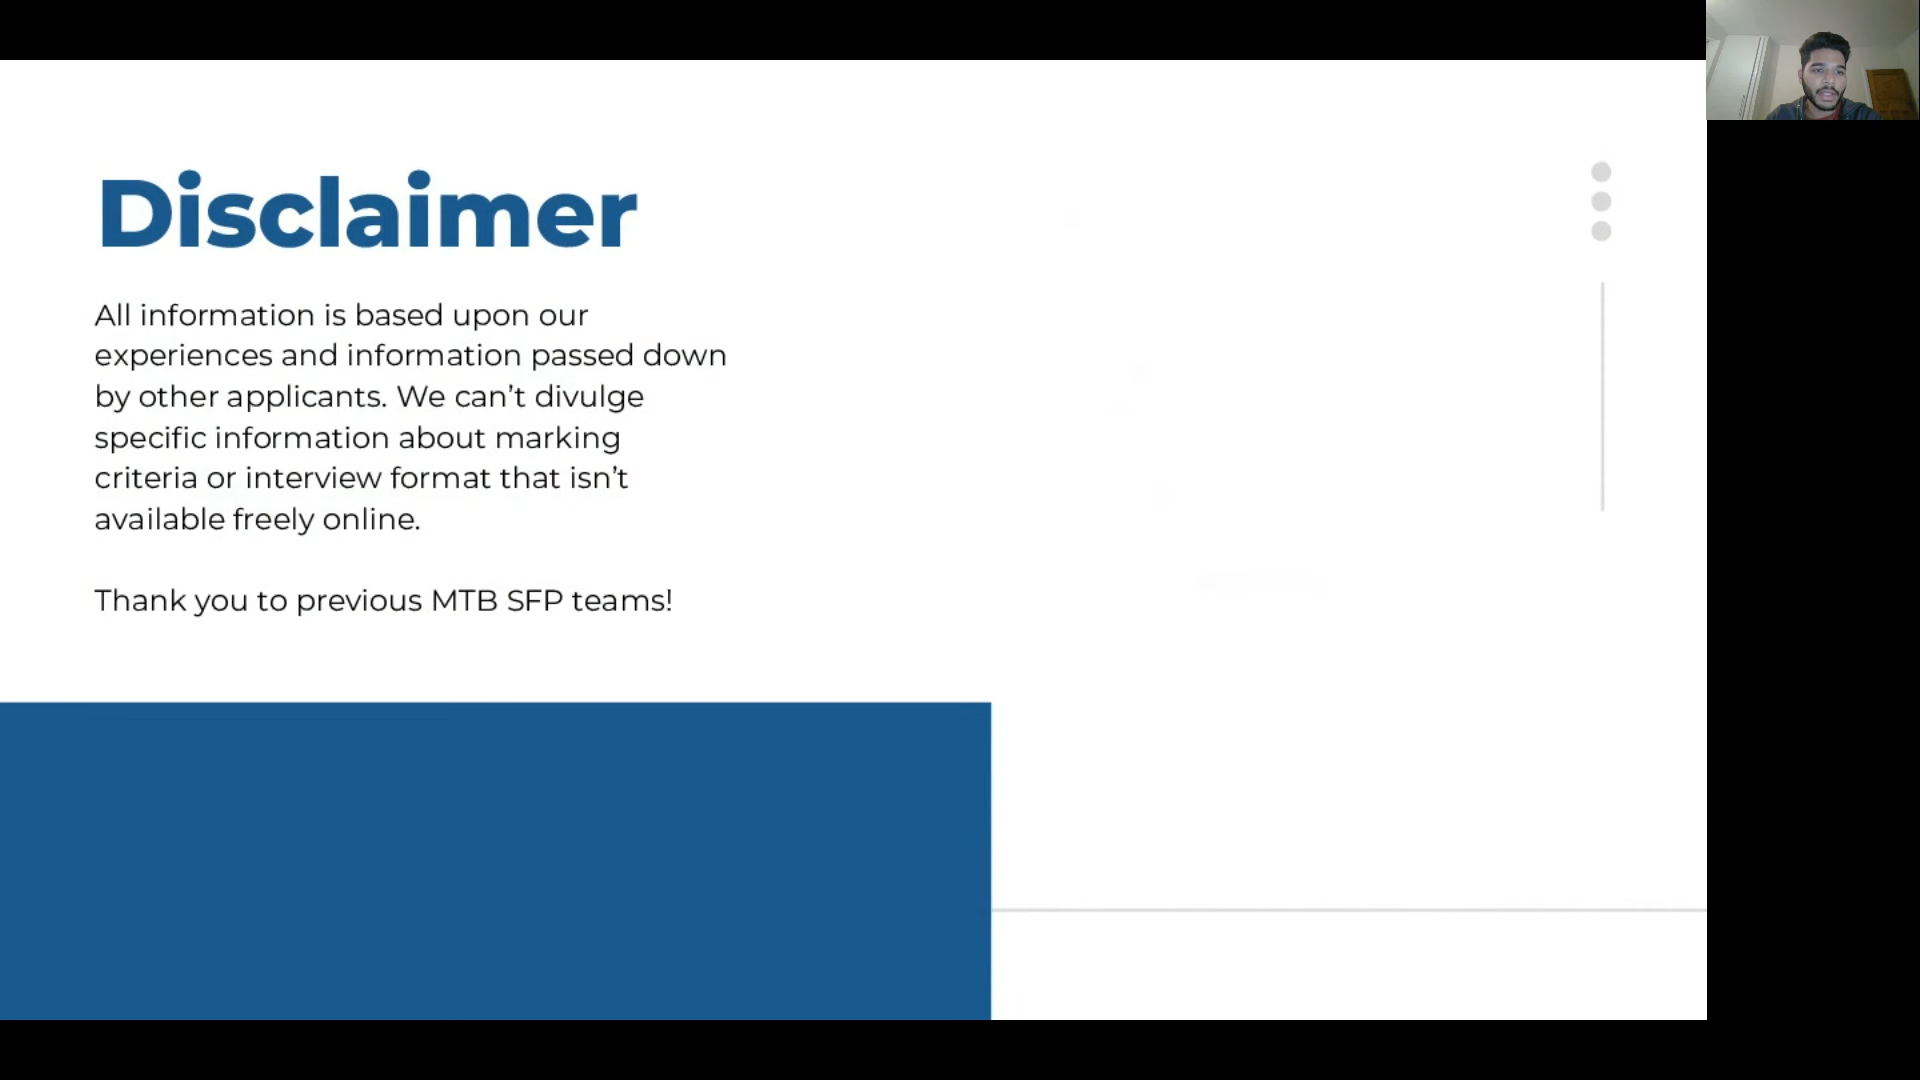 Disclaimer
All information is based upon our
experiences and information passed down
by other applicants. We can’t divulge
specific information about marking
criteria or interview format that isn’t
available freely online.
Thank you to previous MTB SFP teams!